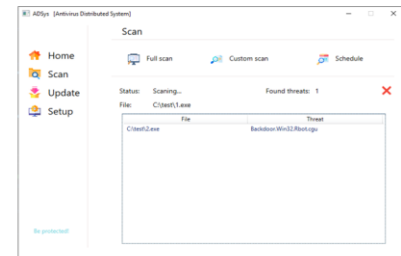 ADSys [Antivirus Distributed System]
Scan
Home
Full scan
Custom scan
Schedule
Scan
Update
Status: Scaning...
Found threats: 1
File: C:\test\1.exe
Setup
File Threat
C:\test\2.exe Backdoor.Win32.Rbot.cgu
Be protected!